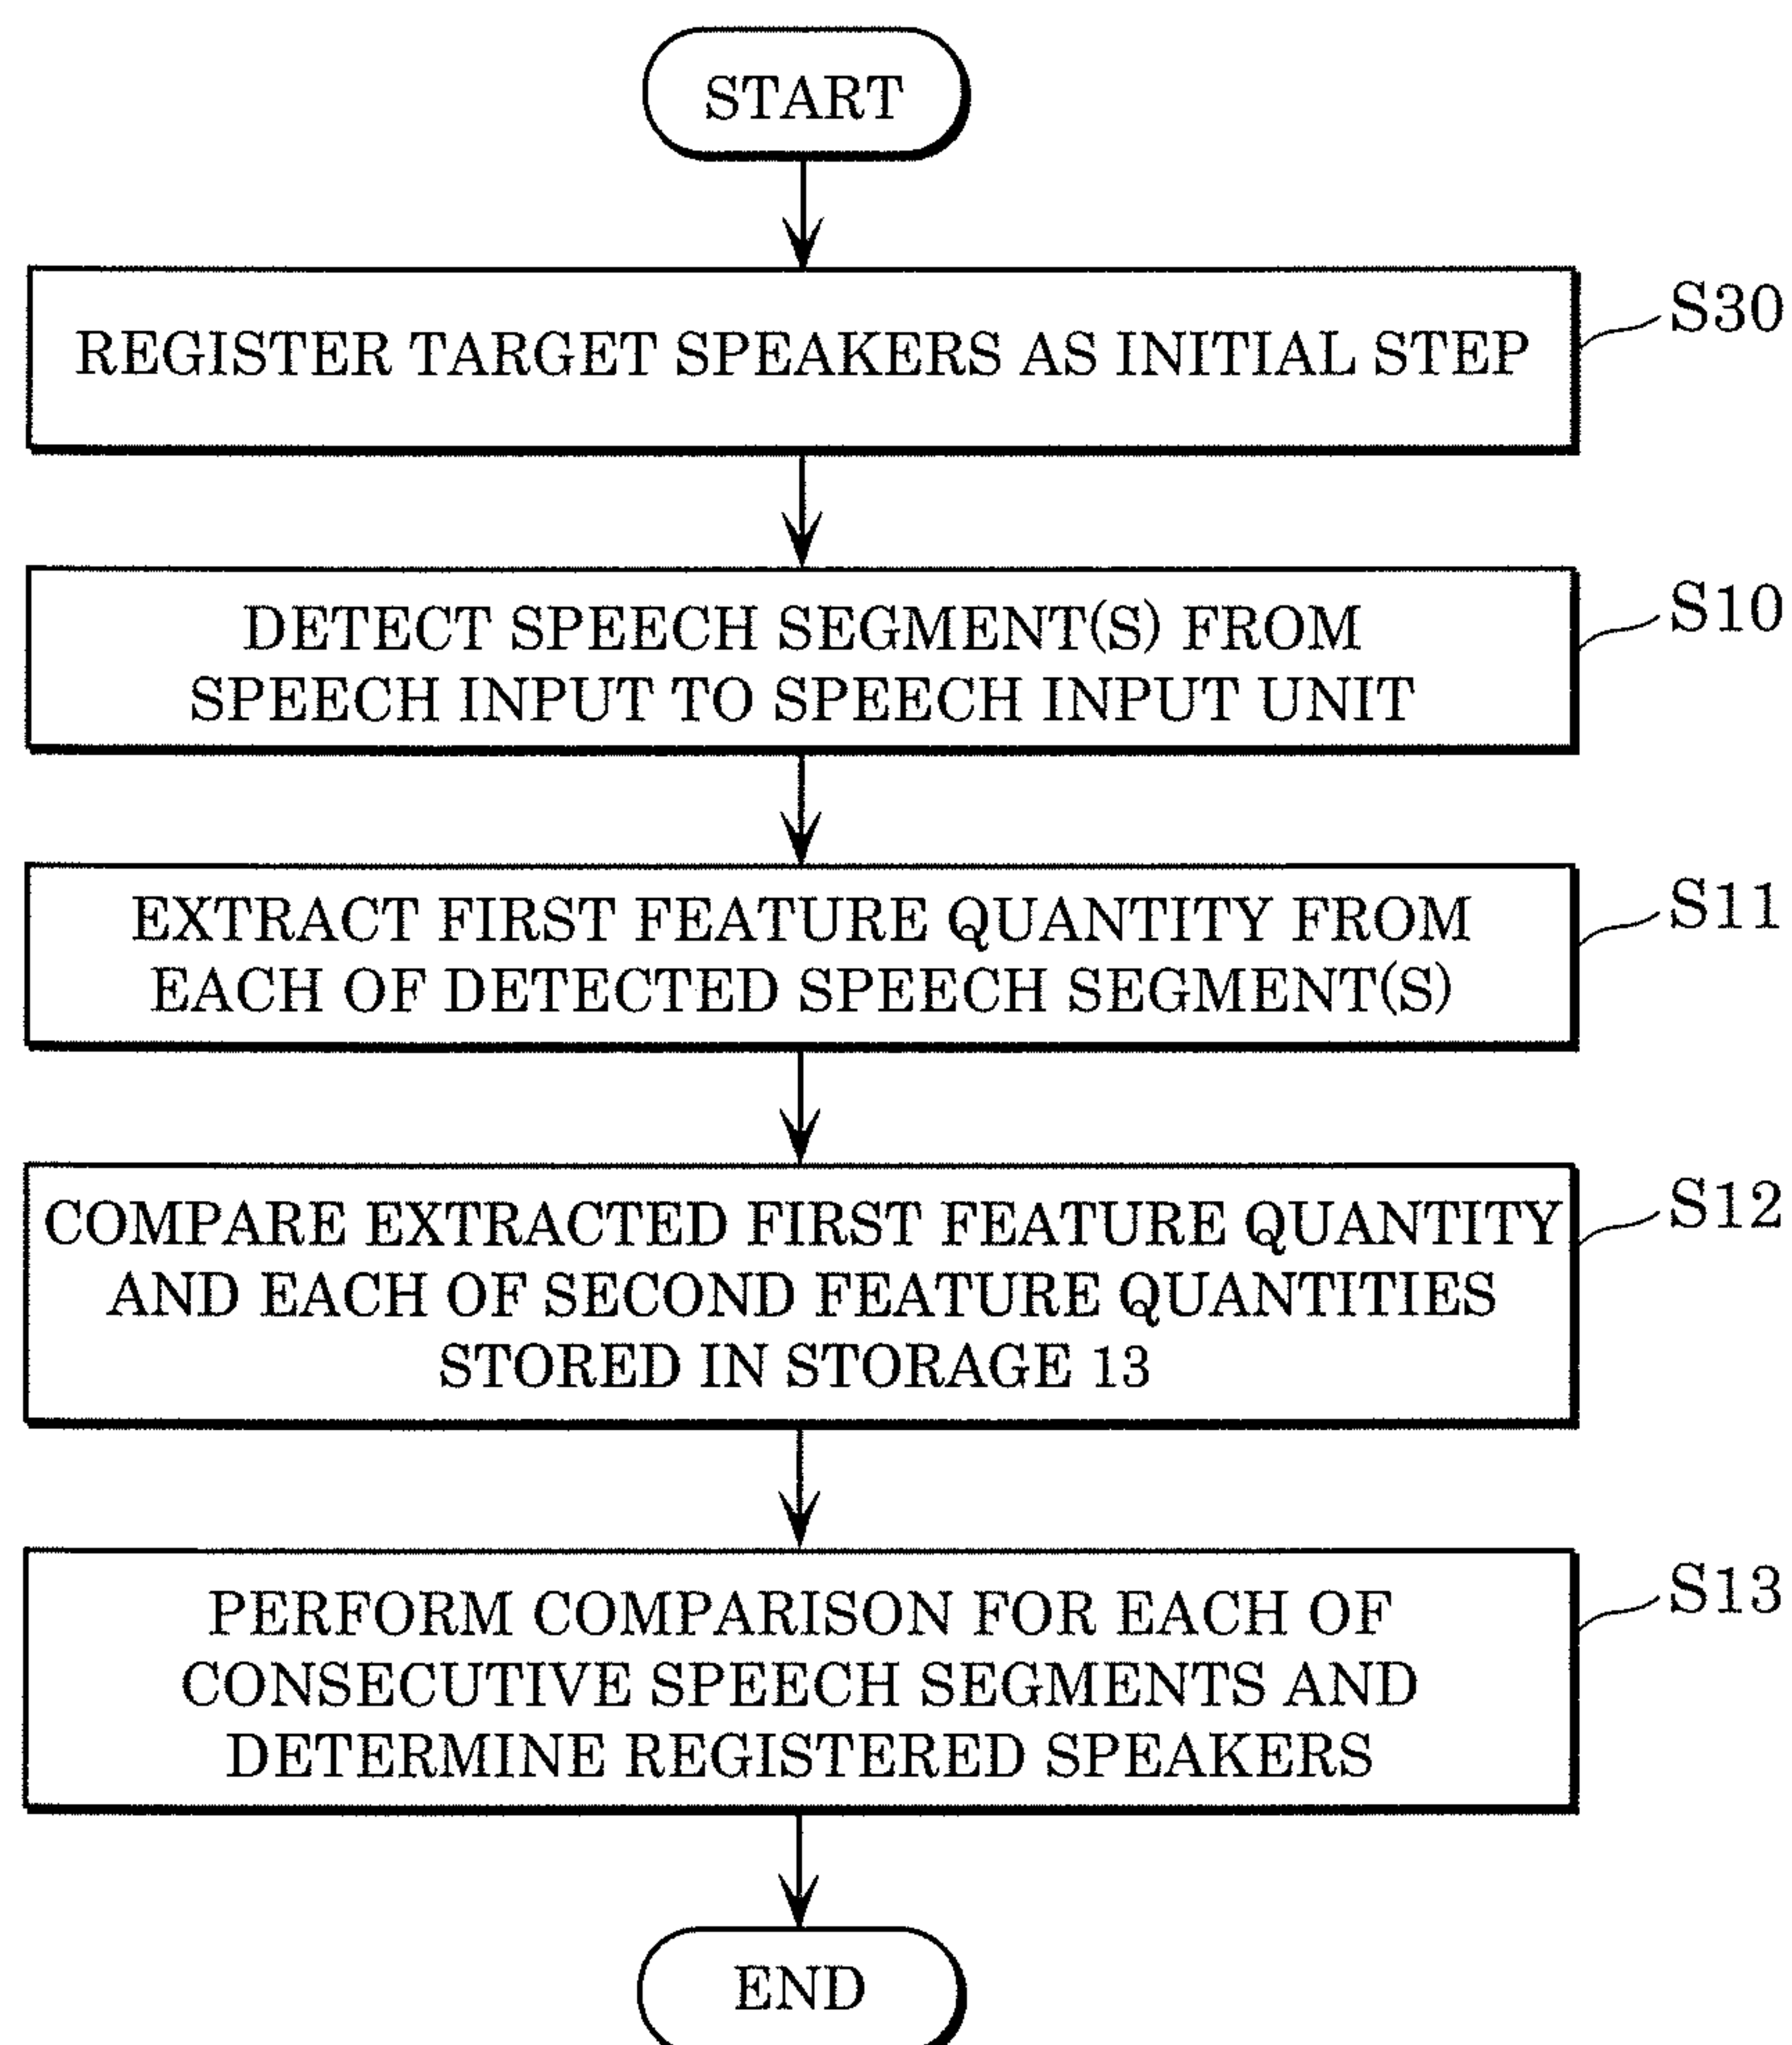 START
REGISTER TARGET SPEAKERS AS INITIAL STEP
S30
DETECT SPEECH SEGMENT(S) FROM
SPEECH INPUT TO SPEECH INPUT UNIT
S10
EXTRACT FIRST FEATURE QUANTITY FROM
EACH OF DETECTED SPEECH SEGMENT(S)
S11
COMPARE EXTRACTED FIRST FEATURE QUANTITY
AND EACH OF SECOND FEATURE QUANTITIES
STORED IN STORAGE 13
S12
PERFORM COMPARISON FOR EACH OF
CONSECUTIVE SPEECH SEGMENTS AND
DETERMINE REGISTERED SPEAKERS
S13
END